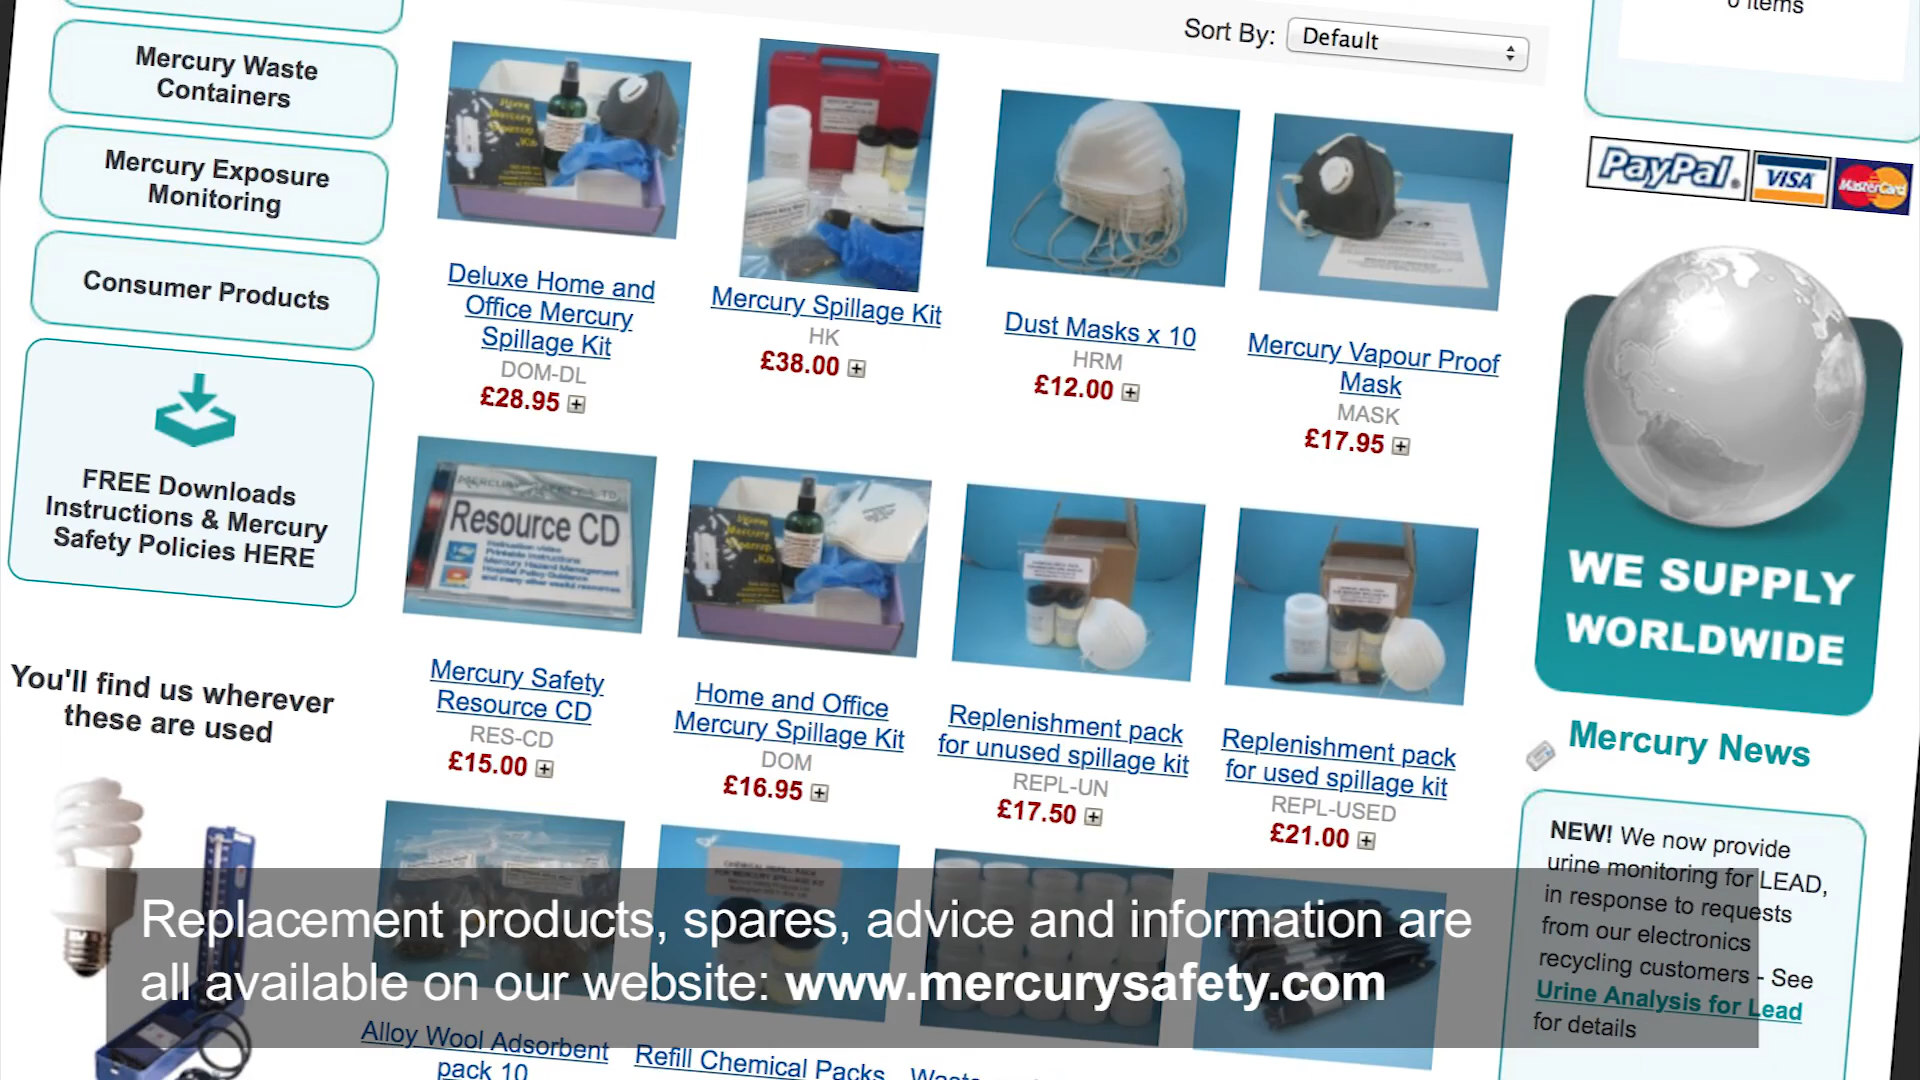 0 items
Sort By: Default
Mercury Waste
Containers
Mercury Exposure
Monitoring
Consumer Products
FREE Downloads
Instructions & Mercury
Safety Policies HERE
You'll find us wherever
these are used
Deluxe Home and
Office Mercury
Spillage Kit
DOM-DL
£28.95
Mercury Spillage Kit
HK
£38.00
Dust Masks x 10
HRM
£12.00
Mercury Vapour Proof
Mask
MASK
£17.95
Resource CD
Mercury Safety
Resource CD
RES-CD
£15.00
Home
Mercury
Cleanup
Kit
Home and Office
Mercury Spillage Kit
DOM
£16.95
Replenishment pack
for unused spillage kit
REPL-UN
£17.50
Replenishment pack
for used spillage kit
REPL-USED
£21.00
PayPal VISA MasterCard
WE SUPPLY
WORLDWIDE
Mercury News
NEW! We now provide
urine monitoring for LEAD,
in response to requests
from our electronics
recycling customers - See
Urine Analysis for Lead
for details
Alloy Wool Adsorbent
pack 10
Refill Chemical Packs
Replacement products, spares, advice and information are
all available on our website: www.mercurysafety.com